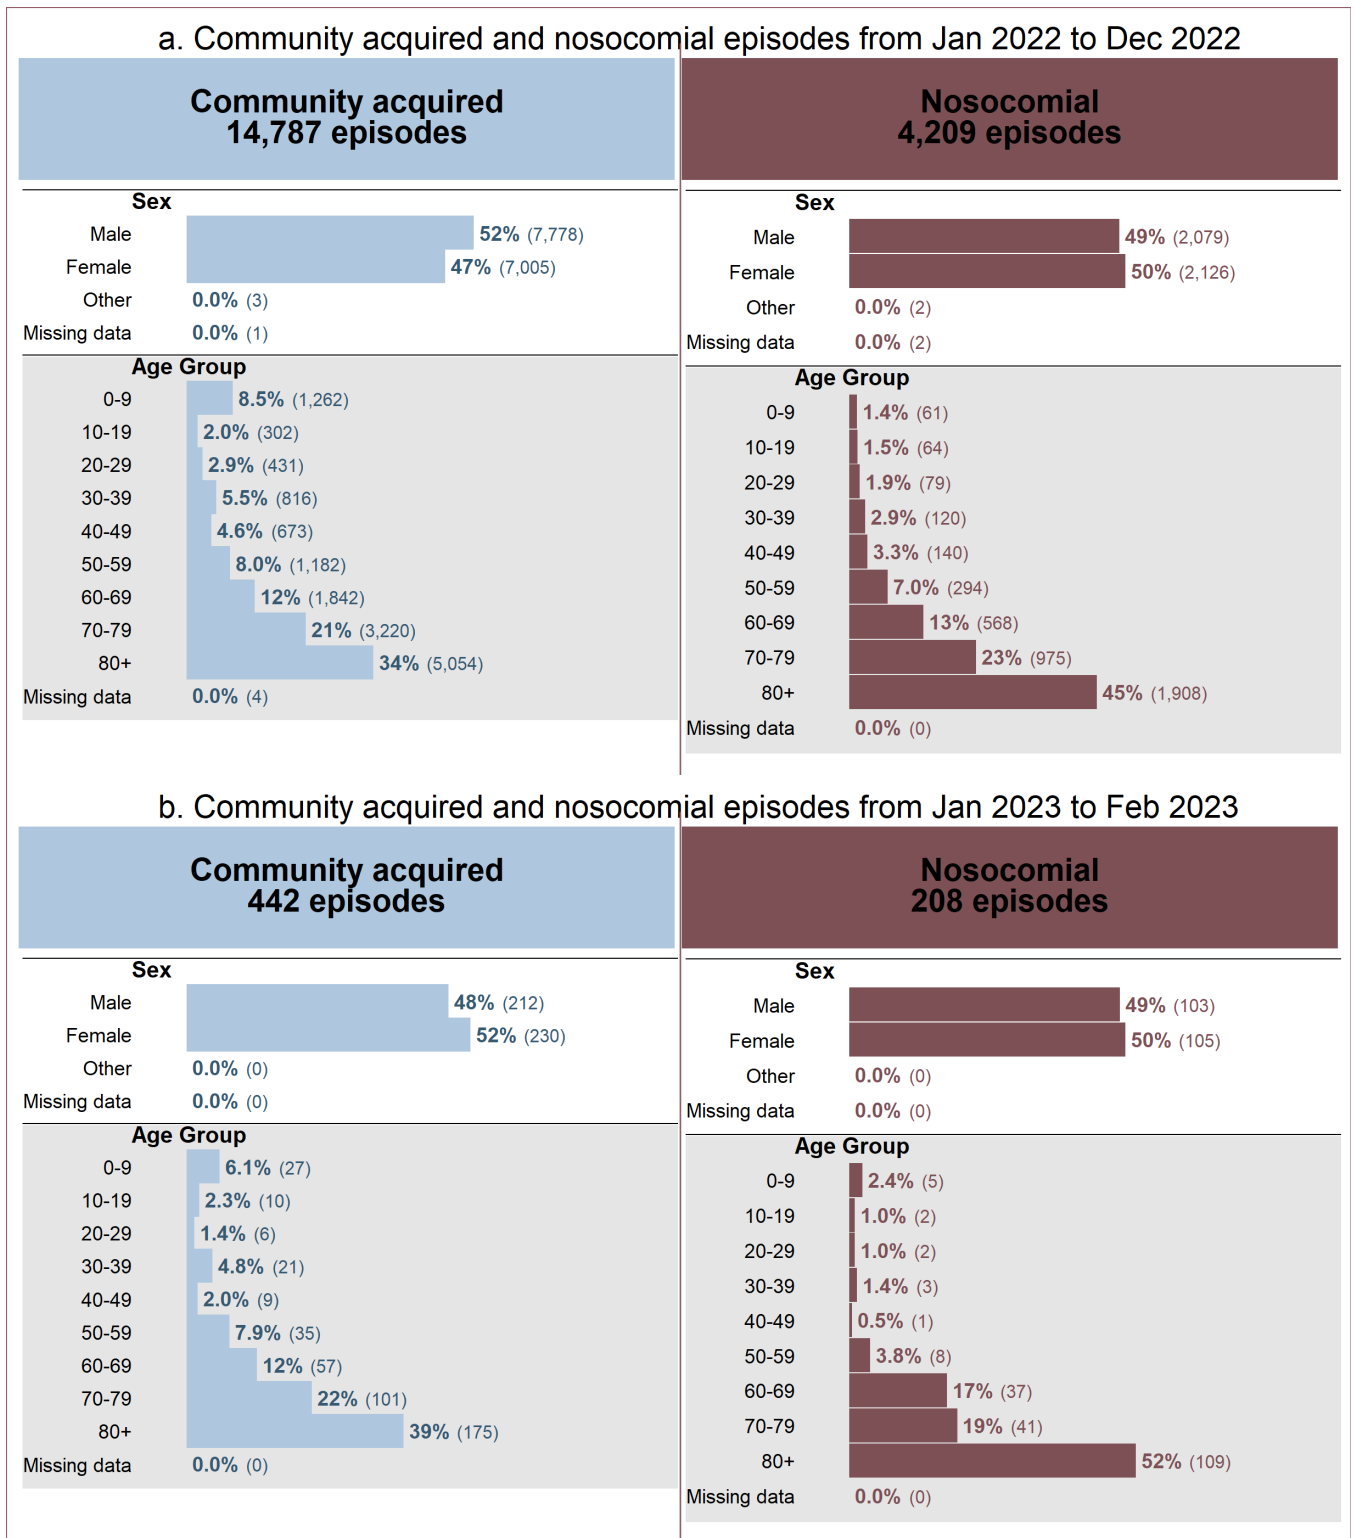 a. Community acquired and nosocomial episodes from Jan 2022 to Dec 2022
Community acquired
14,787 episodes
Sex
Male 52% (7,778)
Female 47% (7,005)
Other 0.0% (3)
Missing data 0.0% (1)
Age Group
0-9 8.5% (1,262)
10-19 2.0% (302)
20-29 2.9% (431)
30-39 5.5% (816)
40-49 4.6% (673)
50-59 8.0% (1,182)
60-69 12% (1,842)
70-79 21% (3,220)
80+ 34% (5,054)
Missing data 0.0% (4)
Nosocomial
4,209 episodes
Sex
Male 49% (2,079)
Female 50% (2,126)
Other 0.0% (2)
Missing data 0.0% (2)
Age Group
0-9 1.4% (61)
10-19 1.5% (64)
20-29 1.9% (79)
30-39 2.9% (120)
40-49 3.3% (140)
50-59 7.0% (294)
60-69 13% (568)
70-79 23% (975)
80+ 45% (1,908)
Missing data 0.0% (0)
b. Community acquired and nosocomial episodes from Jan 2023 to Feb 2023
Community acquired
442 episodes
Sex
Male 48% (212)
Female 52% (230)
Other 0.0% (0)
Missing data 0.0% (0)
Age Group
0-9 6.1% (27)
10-19 2.3% (10)
20-29 1.4% (6)
30-39 4.8% (21)
40-49 2.0% (9)
50-59 7.9% (35)
60-69 12% (57)
70-79 22% (101)
80+ 39% (175)
Missing data 0.0% (0)
Nosocomial
208 episodes
Sex
Male 49% (103)
Female 50% (105)
Other 0.0% (0)
Missing data 0.0% (0)
Age Group
0-9 2.4% (5)
10-19 1.0% (2)
20-29 1.0% (2)
30-39 1.4% (3)
40-49 0.5% (1)
50-59 3.8% (8)
60-69 17% (37)
70-79 19% (41)
80+ 52% (109)
Missing data 0.0% (0)